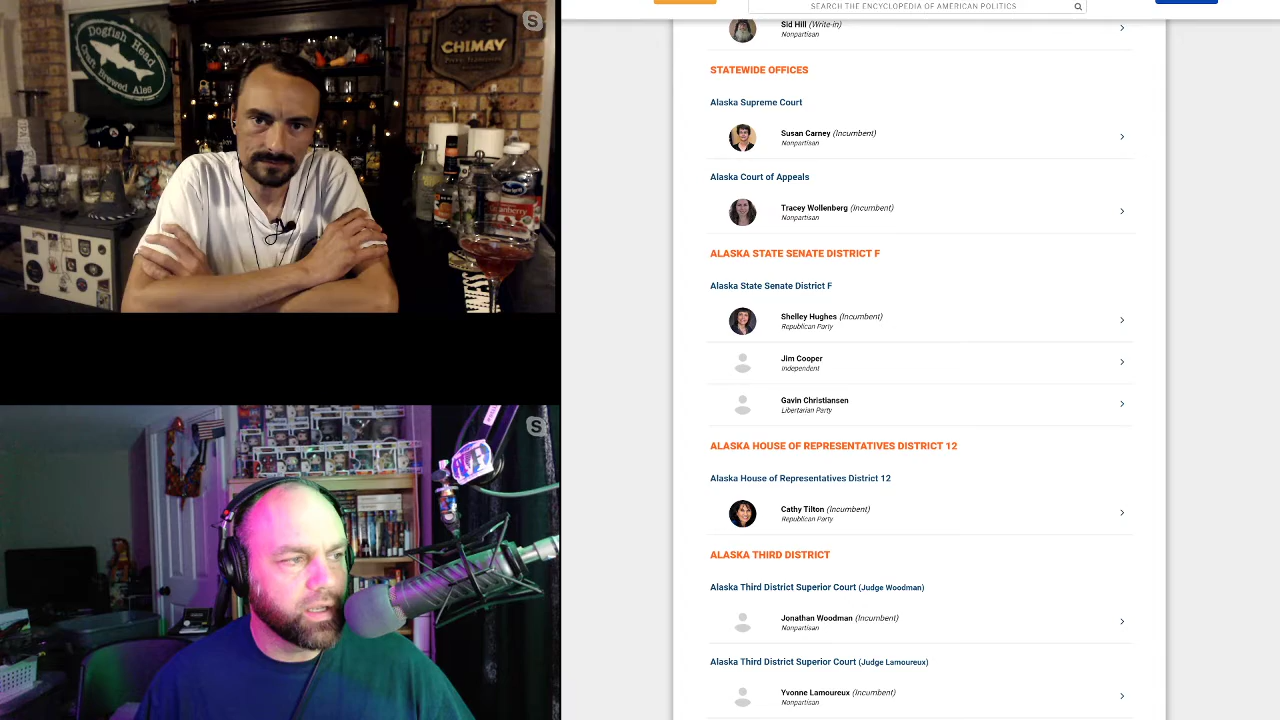 Dogfish Head
Craft Brewed Ales
CHIMAY
SEARCH THE ENCYCLOPEDIA OF AMERICAN POLITICS
Sid Hill (Write-in)
Nonpartisan
STATEWIDE OFFICES
Alaska Supreme Court
Susan Carney (Incumbent)
Nonpartisan
Alaska Court of Appeals
Tracey Wollenberg (Incumbent)
Nonpartisan
ALASKA STATE SENATE DISTRICT F
Alaska State Senate District F
Shelley Hughes (Incumbent)
Republican Party
Jim Cooper
Independent
Gavin Christiansen
Libertarian Party
ALASKA HOUSE OF REPRESENTATIVES DISTRICT 12
Alaska House of Representatives District 12
Cathy Tilton (Incumbent)
Republican Party
ALASKA THIRD DISTRICT
Alaska Third District Superior Court (Judge Woodman)
Jonathan Woodman (Incumbent)
Nonpartisan
Alaska Third District Superior Court (Judge Lamoureux)
Yvonne Lamoureux (Incumbent)
Nonpartisan